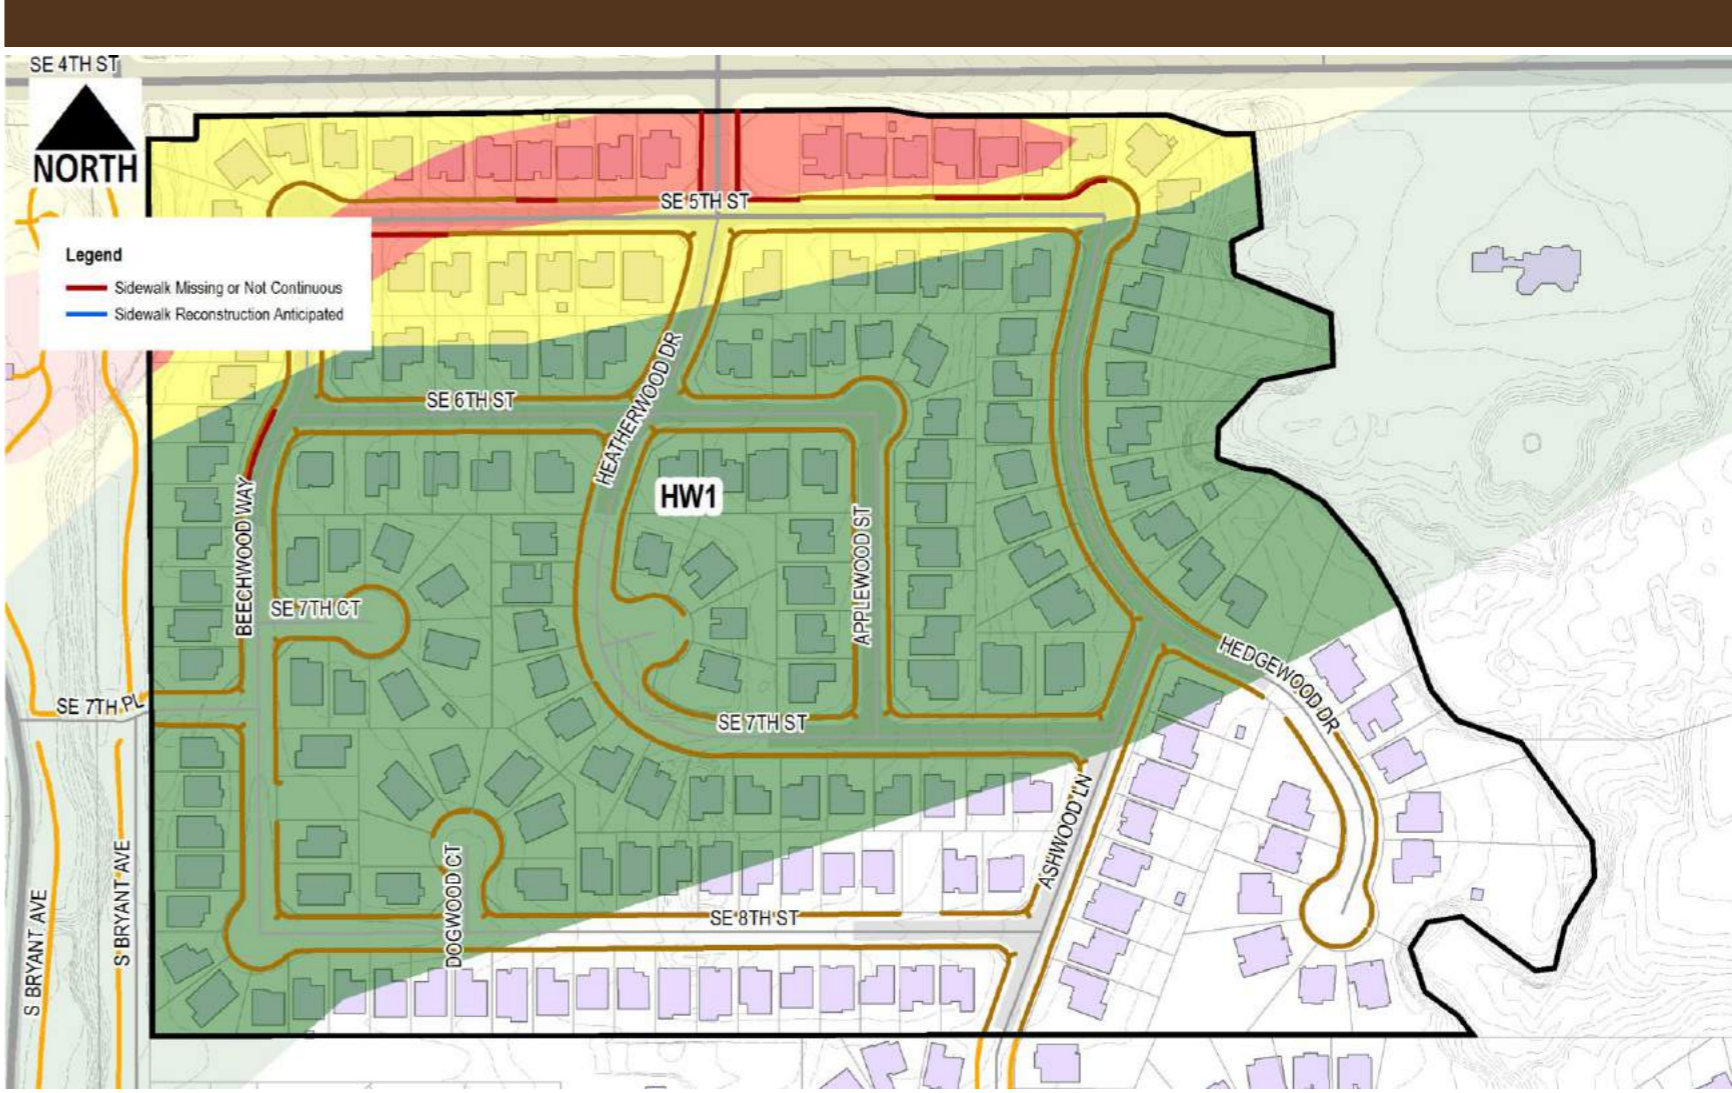 SE 4TH ST
NORTH
SE 5TH ST
Legend
Sidewalk Missing or Not Continuous
Sidewalk Reconstruction Anticipated
HEATHERWOOD DR
SE 6TH ST
HW1
BEECHWOOD WAY
APPLEWOOD ST
SE 7TH CT
HEDGEWOOD DR
SE 7TH PL
SE 7TH ST
ASHWOOD LN
S BRYANT AVE
S BRYANT AVE
DOGWOOD CT
SE 8TH ST